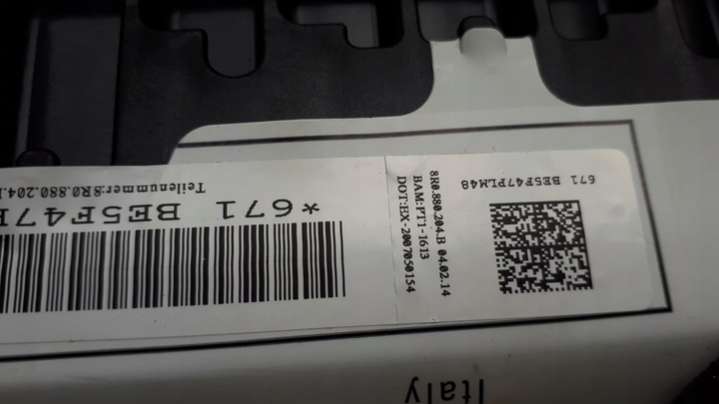 Teilenummer:8R0.880.204.
*671 BE5F47
8R0.880.204.B 04.02.14
BAM:PT1-1613
DOT:EX-2007050154
671 BE5F47PLM48
Italy